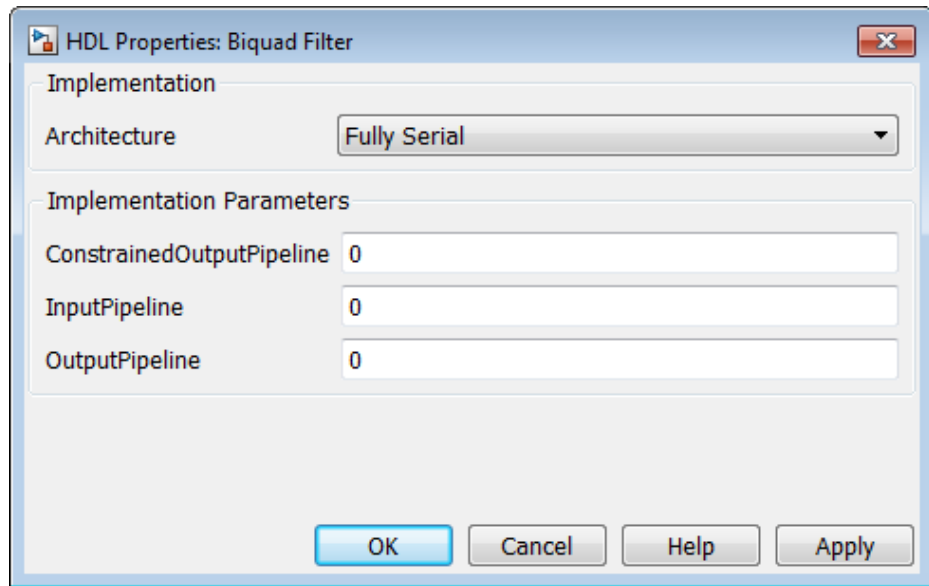 HDL Properties: Biquad Filter
Implementation
Architecture Fully Serial
Implementation Parameters
ConstrainedOutputPipeline 0
InputPipeline 0
OutputPipeline 0
OK Cancel Help Apply